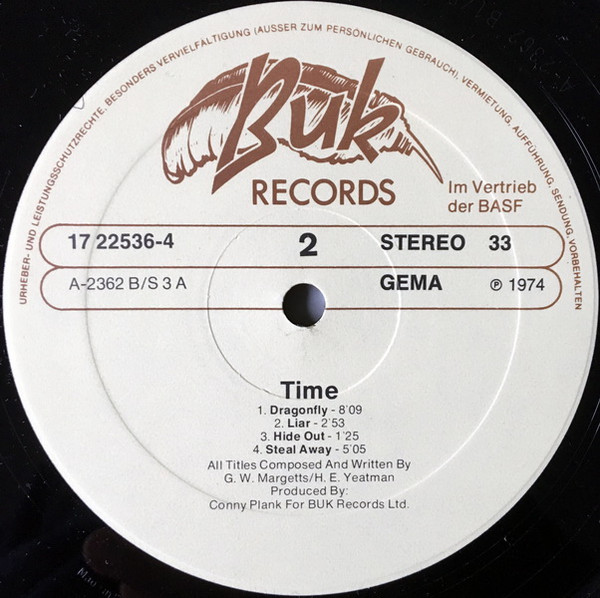 URHEBER- UND LEISTUNGSSCHUTZRECHTE, BESONDERS VERVIELFÄLTIGUNG (AUSSER ZUM PERSÖNLICHEN GEBRAUCH), VERMIETUNG, AUFFÜHRUNG, SENDUNG, VORBEHALTEN
Buk
RECORDS
Im Vertrieb
der BASF
17 22536-4 2 STEREO 33
A-2362 B/S 3 A GEMA ℗ 1974
Time
1. Dragonfly - 8'09
2. Liar - 2'53
3. Hide Out - 1'25
4. Steal Away - 5'05
All Titles Composed And Written By
G. W. Margetts/H. E. Yeatman
Produced By:
Conny Plank For BUK Records Ltd.